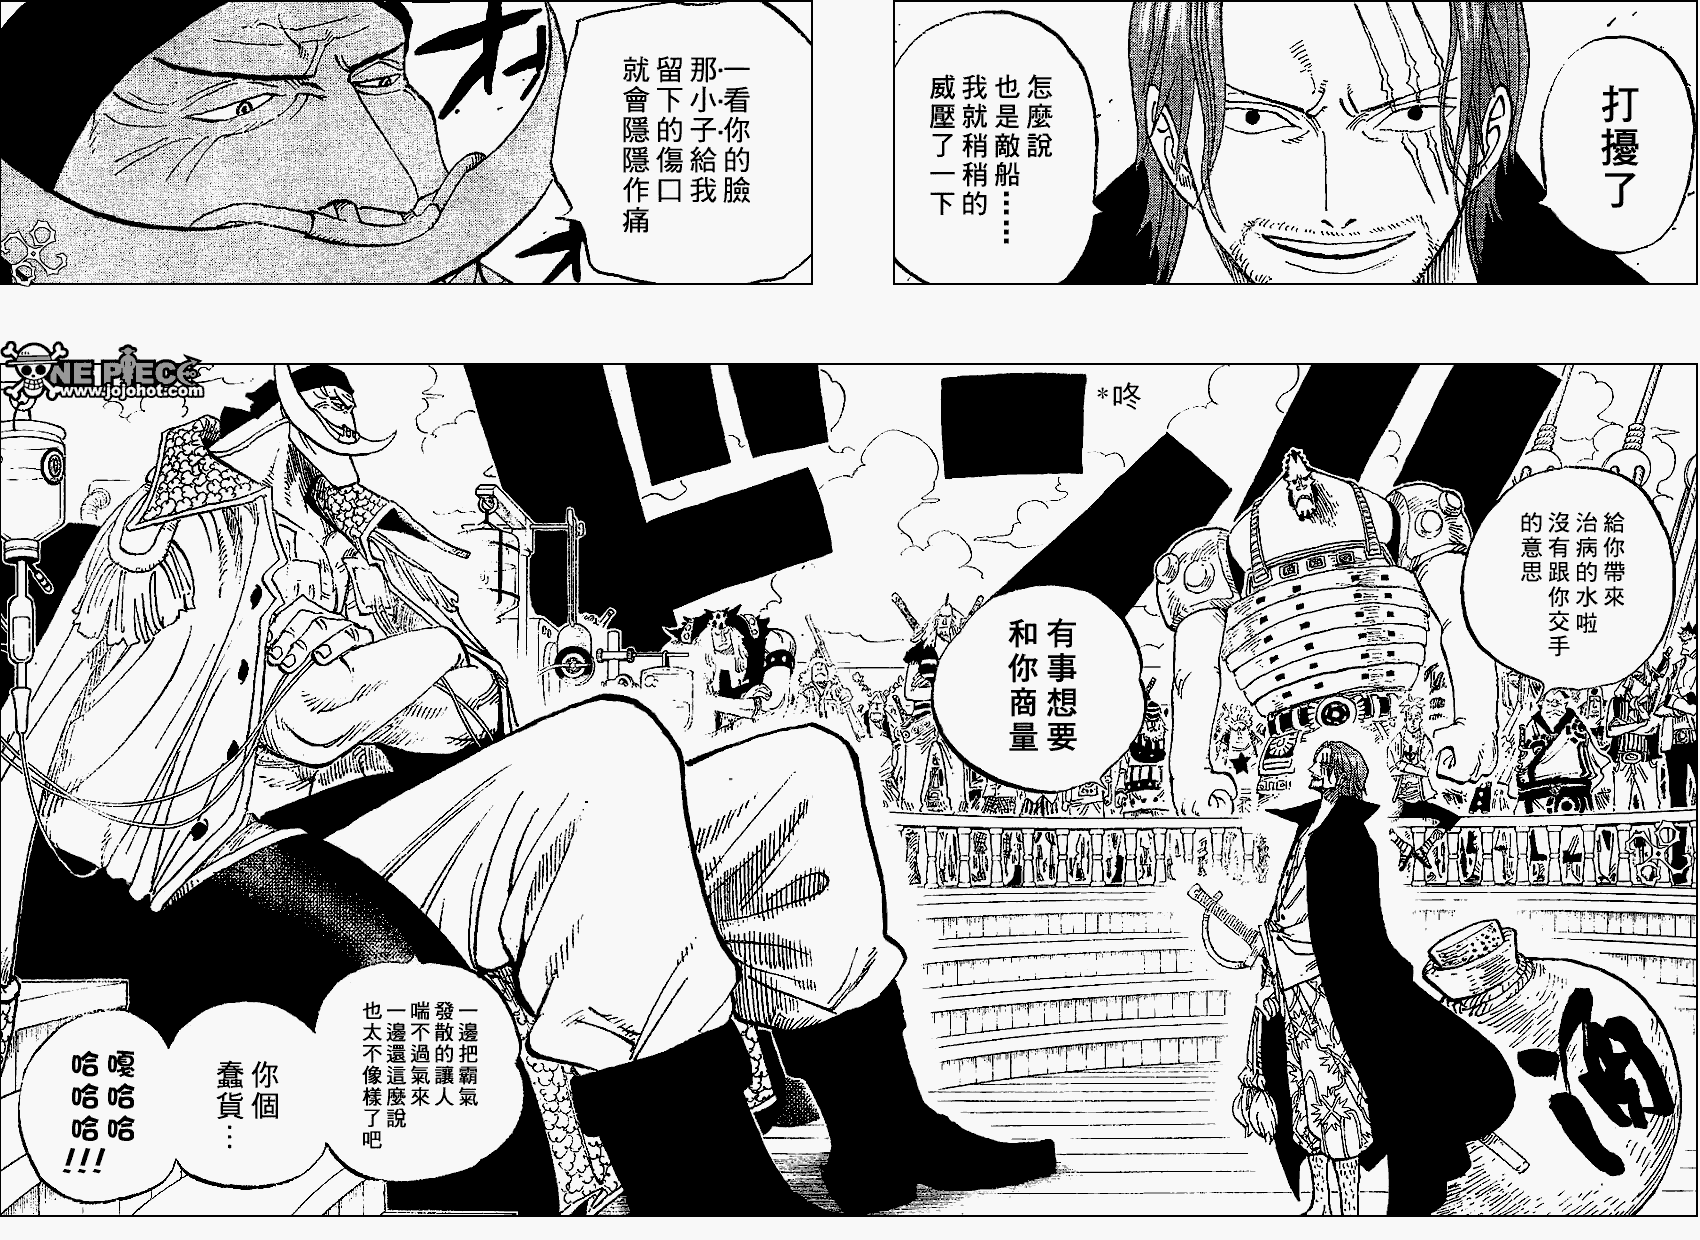 打擾了
怎麼說
也是敵船……
我就稍稍的
威壓了一下
一看你的臉
那小子給我
留下的傷口
就會隱隱作痛
ONE PIECE
www.jojohot.com
*咚
給你帶來
治病的水啦
沒有跟你交手
的意思
有事想要
和你商量
酒
一邊把霸氣
發散的讓人
喘不過氣來
一邊還這麼說
也太不像樣了吧
你個
蠢貨…
嘎哈哈
哈哈哈
!!!